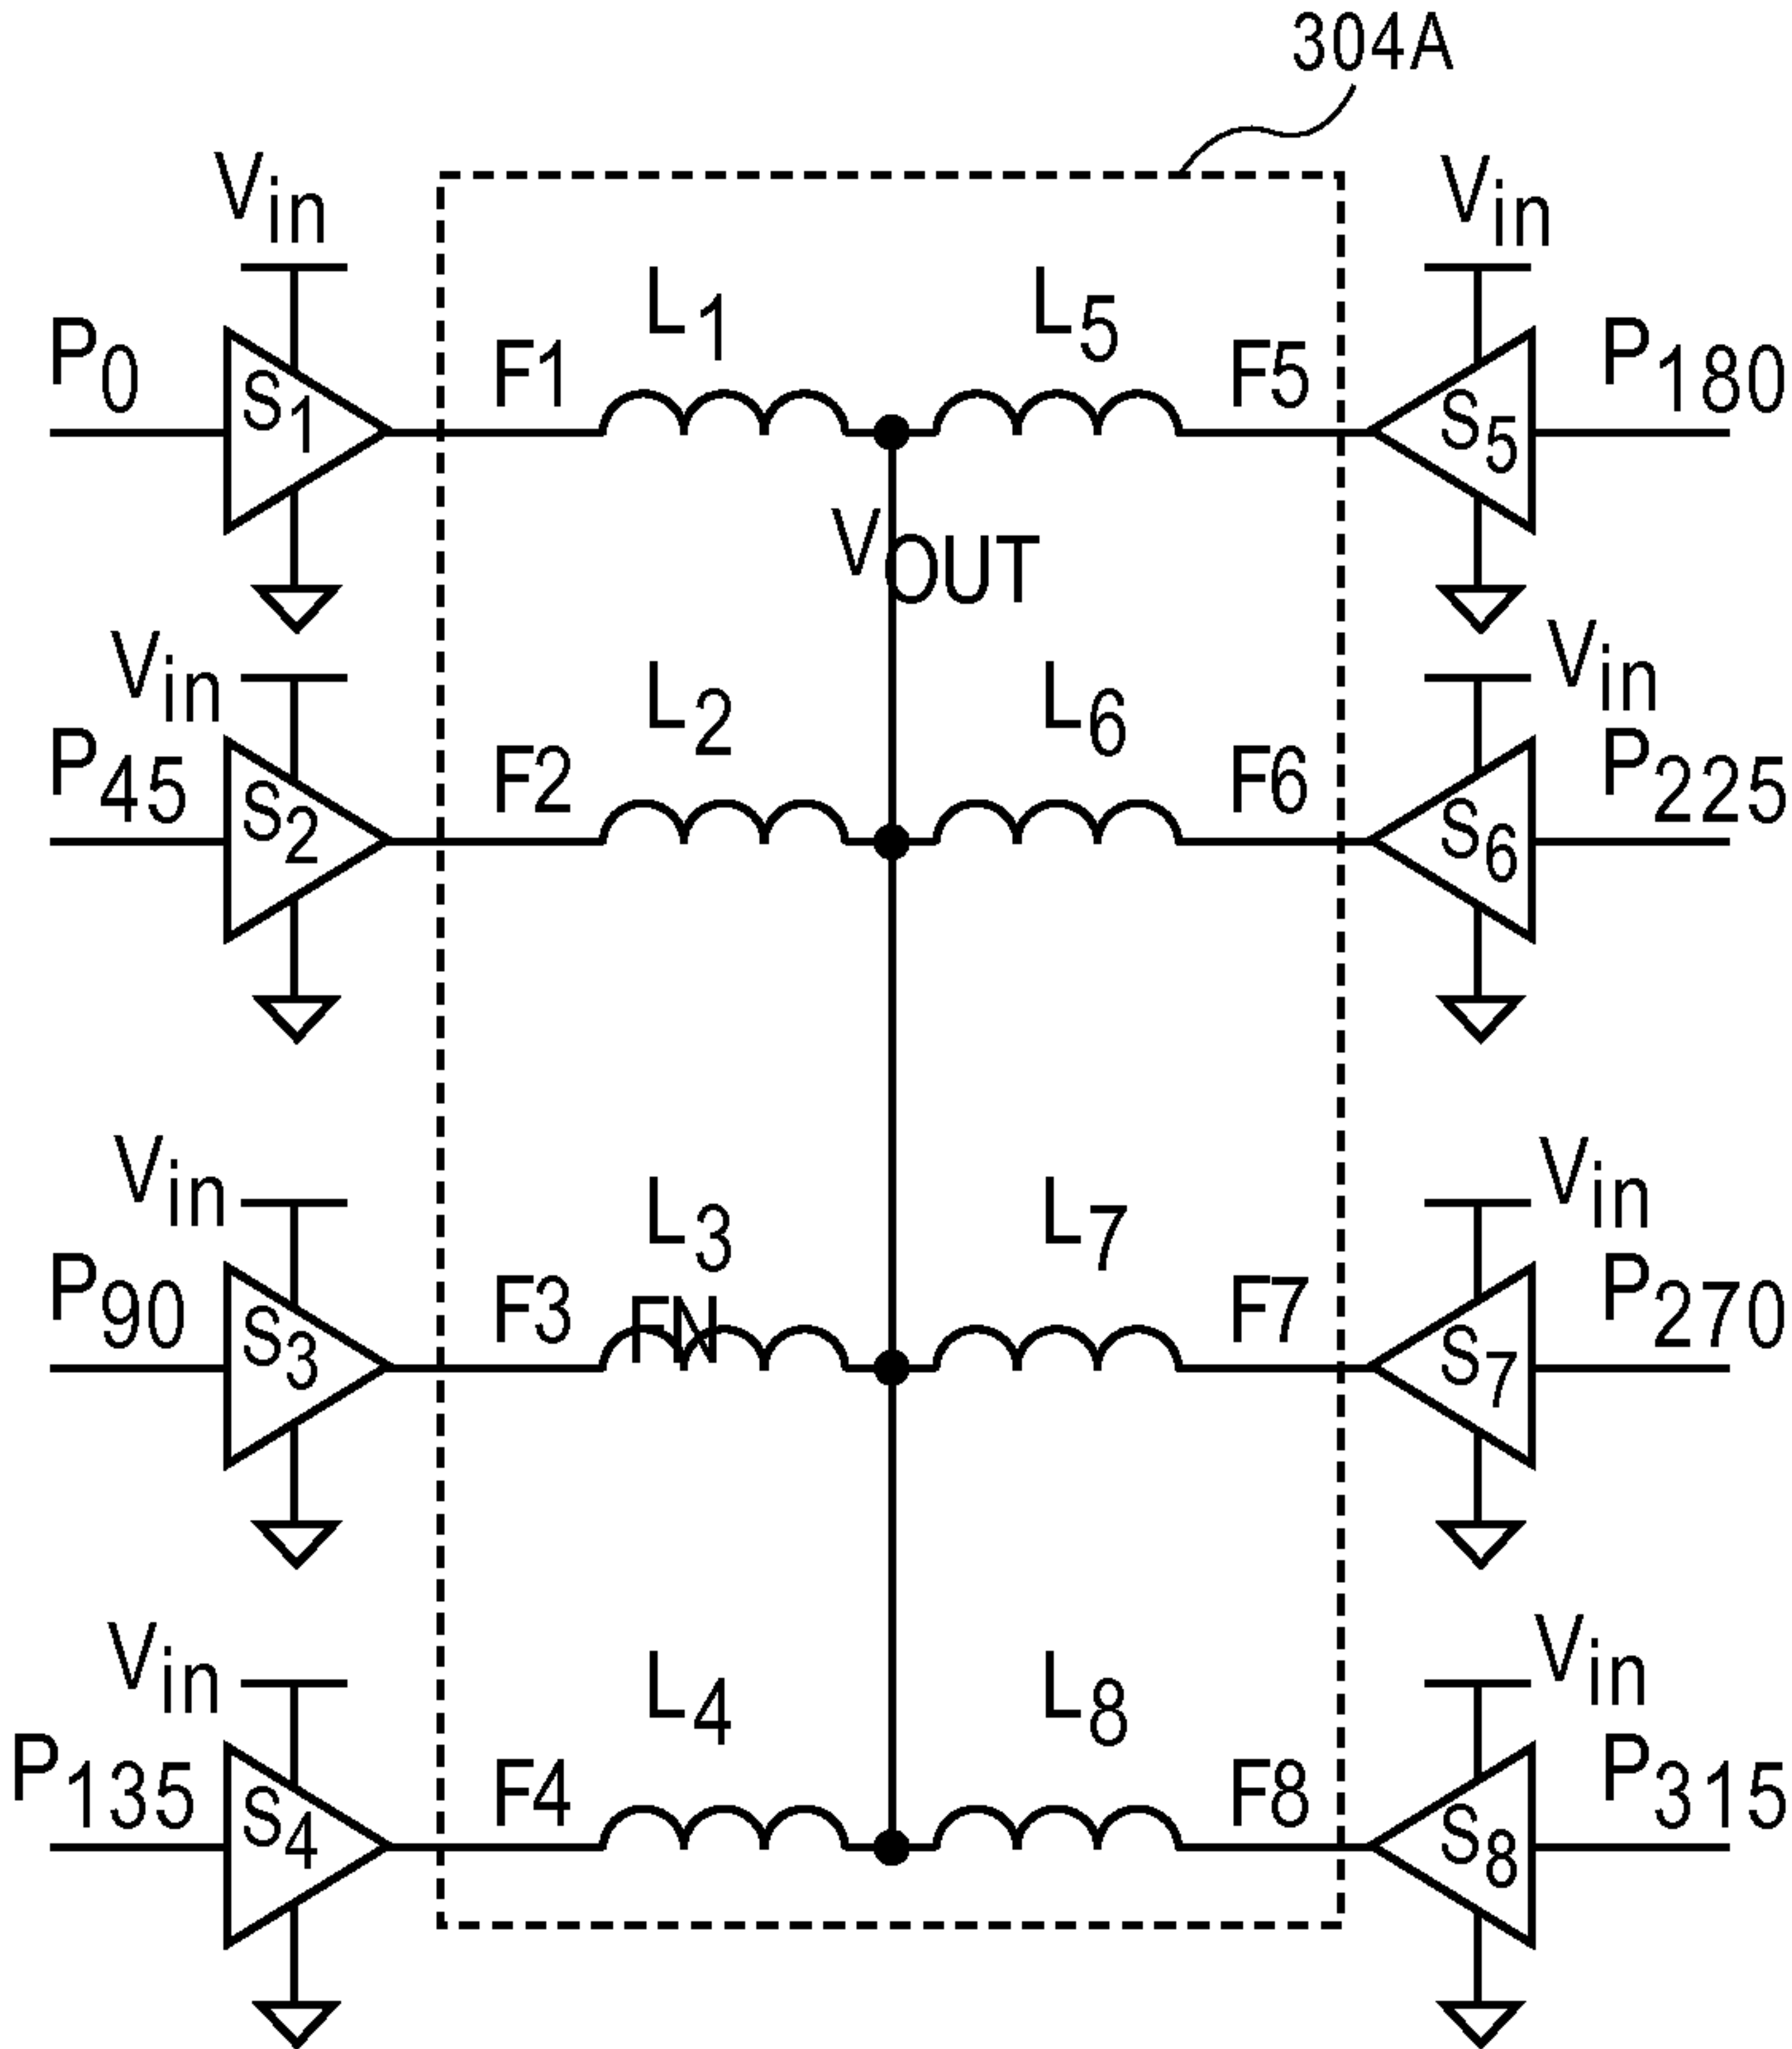 304A
Vin Vin
L1 L5
P0 S1 F1 F5 S5 P180
VOUT
Vin L2 L6 Vin
P45 S2 F2 F6 S6 P225
Vin L3 L7 Vin
P90 S3 F3 FN F7 S7 P270
Vin L4 L8 Vin
P135 S4 F4 F8 S8 P315